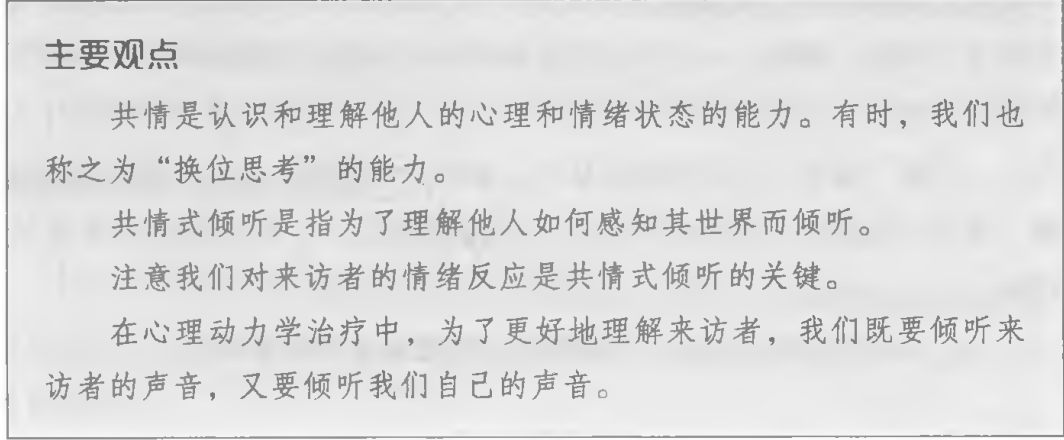 主要观点
共情是认识和理解他人的心理和情绪状态的能力。有时，我们也
称之为“换位思考”的能力。
共情式倾听是指为了理解他人如何感知其世界而倾听。
注意我们对来访者的情绪反应是共情式倾听的关键。
在心理动力学治疗中，为了更好地理解来访者，我们既要倾听来
访者的声音，又要倾听我们自己的声音。